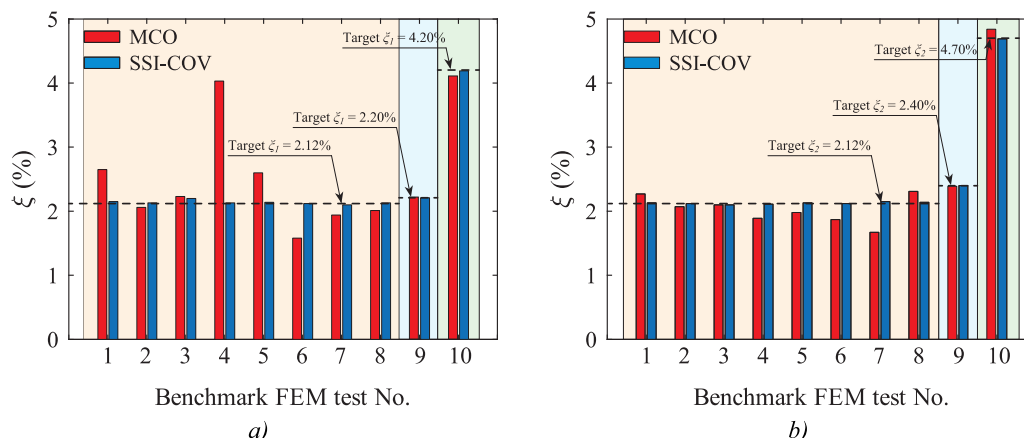 5
4
3
2
1
0
ξ (%)
MCO
SSI-COV
Target ξ1 = 4.20%
Target ξ1 = 2.20%
Target ξ1 = 2.12%
1 2 3 4 5 6 7 8 9 10
Benchmark FEM test No.
a)
5
4
3
2
1
0
ξ (%)
MCO
SSI-COV
Target ξ2 = 4.70%
Target ξ2 = 2.40%
Target ξ2 = 2.12%
1 2 3 4 5 6 7 8 9 10
Benchmark FEM test No.
b)